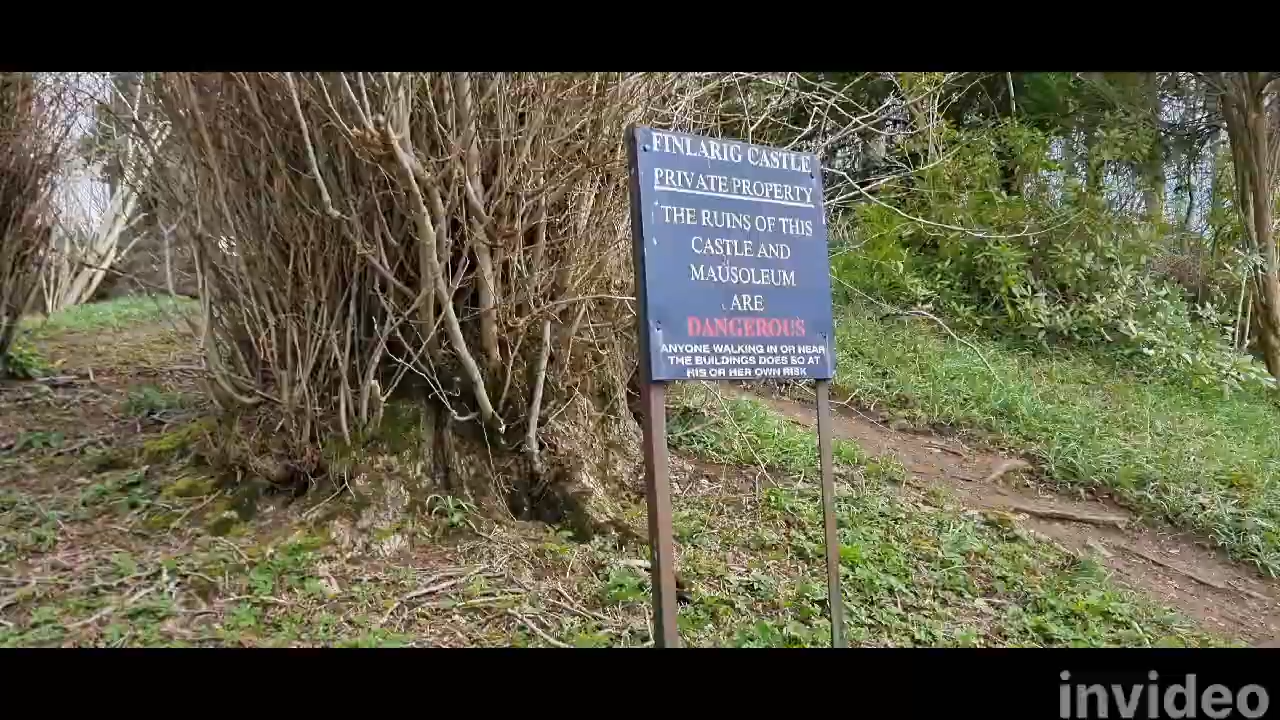 FINLARIG CASTLE
PRIVATE PROPERTY
THE RUINS OF THIS
CASTLE AND
MAUSOLEUM
ARE
DANGEROUS
ANYONE WALKING IN OR NEAR
THE BUILDINGS DOES SO AT
HIS OR HER OWN RISK
invideo